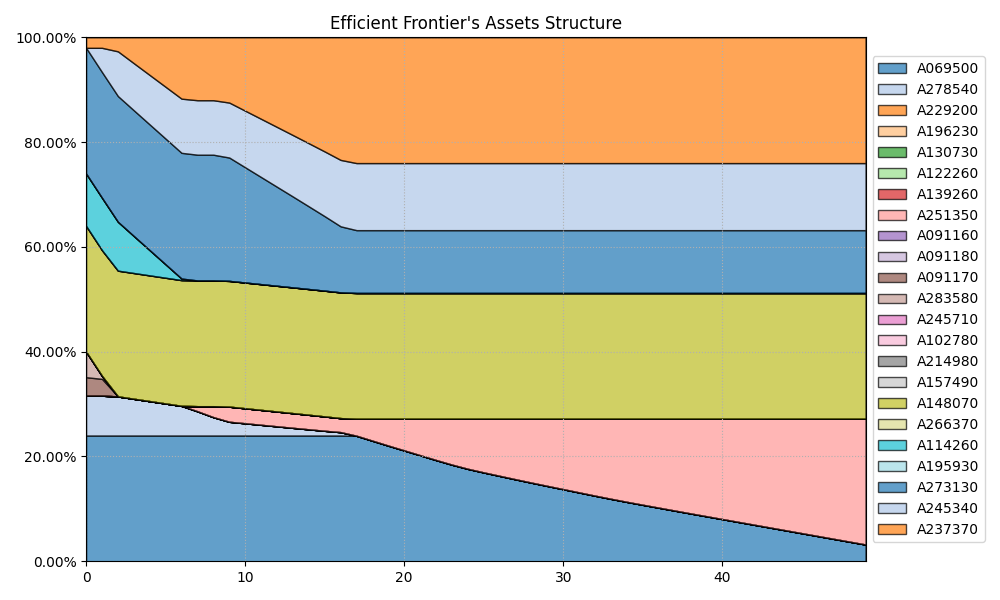 Efficient Frontier's Assets Structure
100.00%
80.00%
60.00%
40.00%
20.00%
0.00%
0
10
20
30
40
A069500
A278540
A229200
A196230
A130730
A122260
A139260
A251350
A091160
A091180
A091170
A283580
A245710
A102780
A214980
A157490
A148070
A266370
A114260
A195930
A273130
A245340
A237370